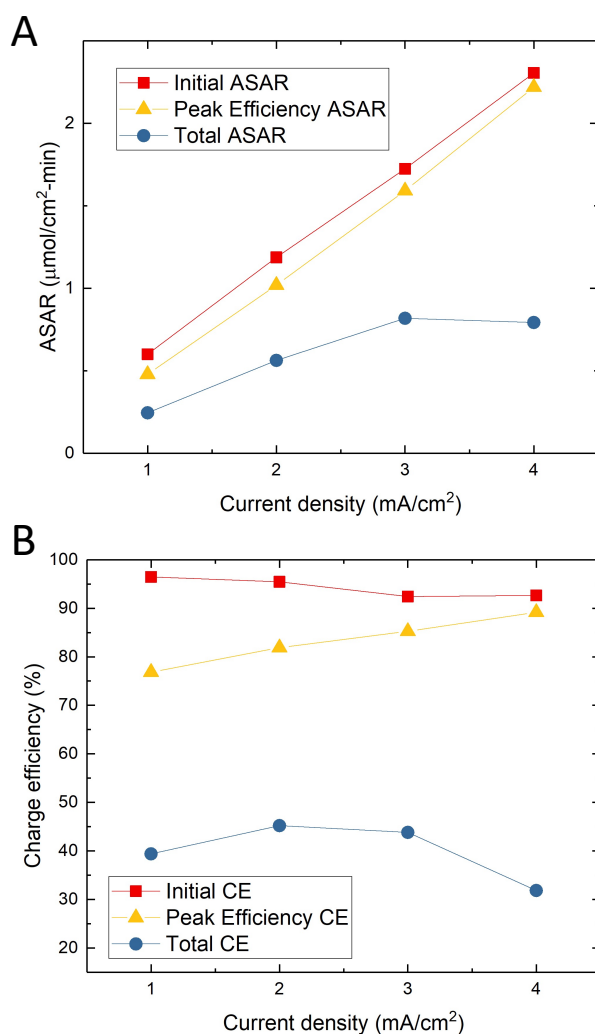 A
Initial ASAR
Peak Efficiency ASAR
Total ASAR
2
1
0
ASAR (μmol/cm²-min)
1 2 3 4
Current density (mA/cm²)
B
100
90
80
70
60
50
40
30
20
Charge efficiency (%)
Initial CE
Peak Efficiency CE
Total CE
1 2 3 4
Current density (mA/cm²)